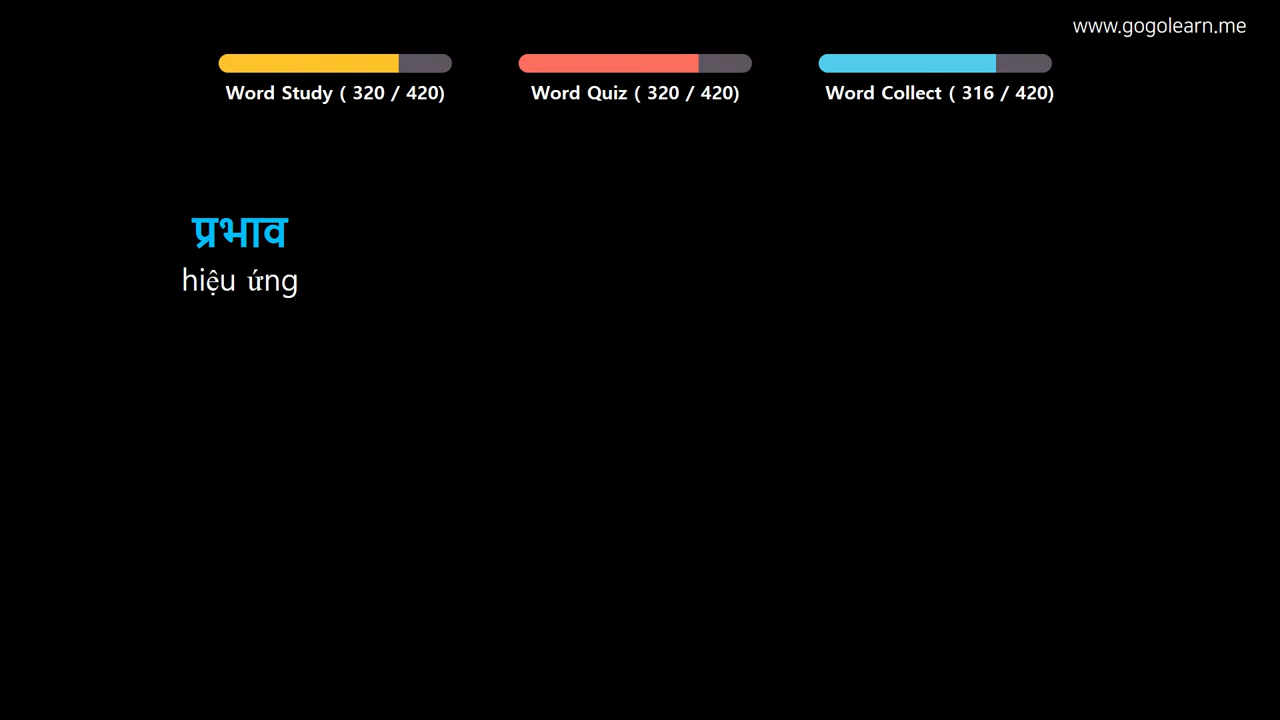 www.gogolearn.me
Word Study ( 320 / 420)
Word Quiz ( 320 / 420)
Word Collect ( 316 / 420)
प्रभाव
hiệu ứng